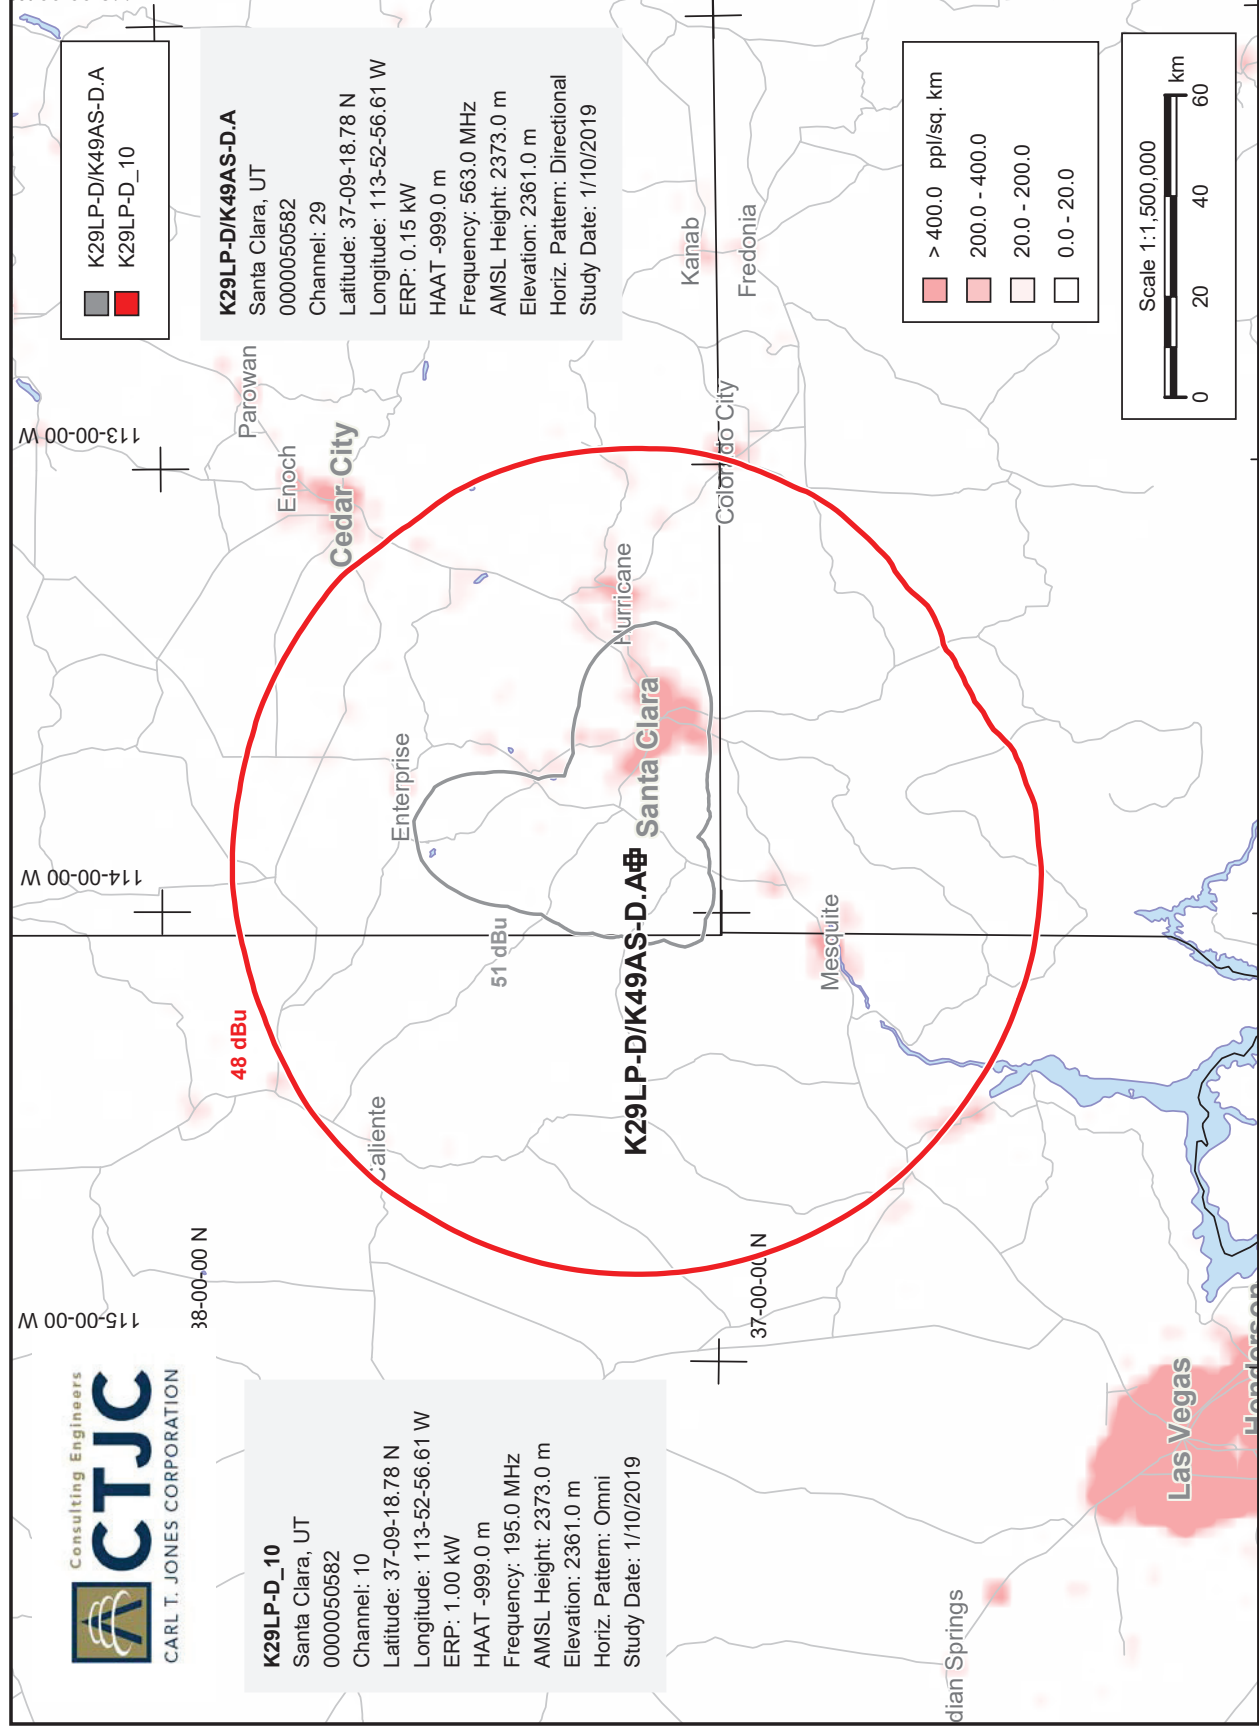 Consulting Engineers
CTJC
CARL T. JONES CORPORATION
K29LP-D_10
Santa Clara, UT
0000050582
Channel: 10
Latitude: 37-09-18.78 N
Longitude: 113-52-56.61 W
ERP: 1.00 kW
HAAT -999.0 m
Frequency: 195.0 MHz
AMSL Height: 2373.0 m
Elevation: 2361.0 m
Horiz. Pattern: Omni
Study Date: 1/10/2019
K29LP-D/K49AS-D.A
K29LP-D_10
K29LP-D/K49AS-D.A
Santa Clara, UT
0000050582
Channel: 29
Latitude: 37-09-18.78 N
Longitude: 113-52-56.61 W
ERP: 0.15 kW
HAAT -999.0 m
Frequency: 563.0 MHz
AMSL Height: 2373.0 m
Elevation: 2361.0 m
Horiz. Pattern: Directional
Study Date: 1/10/2019
115-00-00 W
114-00-00 W
113-00-00 W
38-00-00 N
37-00-00 N
48 dBu
51 dBu
Parowan
Enoch
Cedar City
Caliente
Enterprise
Hurricane
K29LP-D/K49AS-D.A
Santa Clara
Kanab
Fredonia
Colorado City
Mesquite
dian Springs
Las Vegas
Henderson
> 400.0 ppl/sq. km
200.0 - 400.0
20.0 - 200.0
0.0 - 20.0
Scale 1:1,500,000
0 20 40 60 km